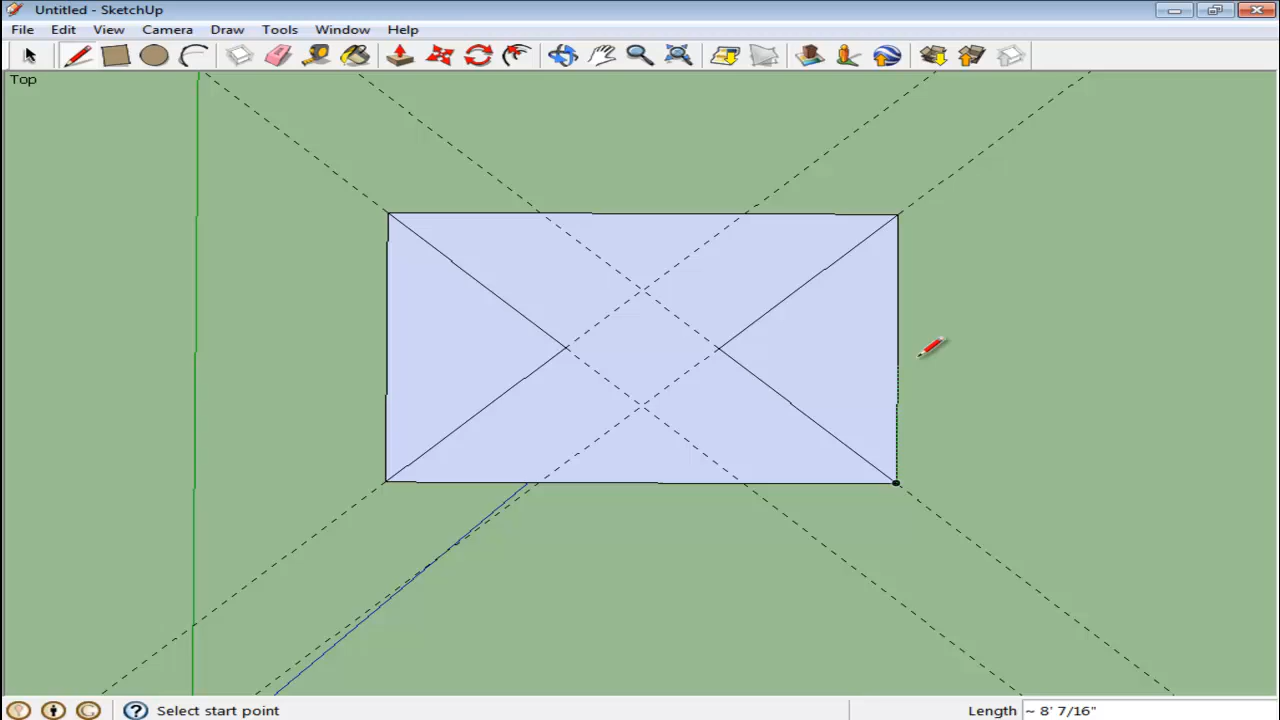 Untitled - SketchUp
File Edit View Camera Draw Tools Window Help
Top
Select start point Length ~ 8' 7/16"